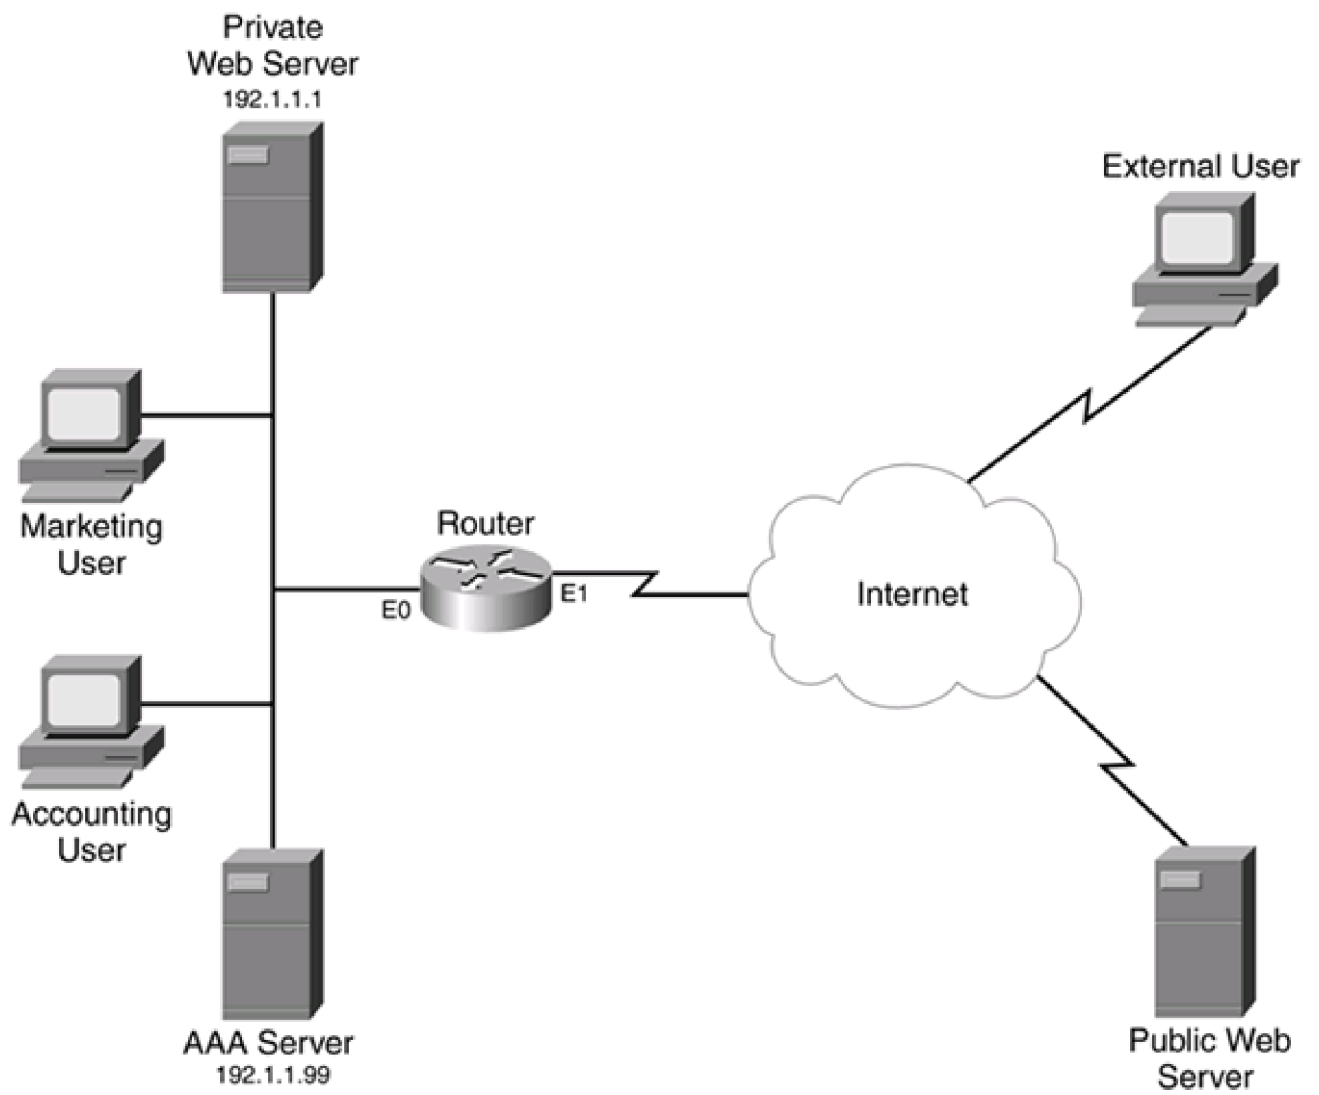 Private
Web Server
192.1.1.1
External User
Marketing
User
Router
E0
E1
Internet
Accounting
User
AAA Server
192.1.1.99
Public Web
Server